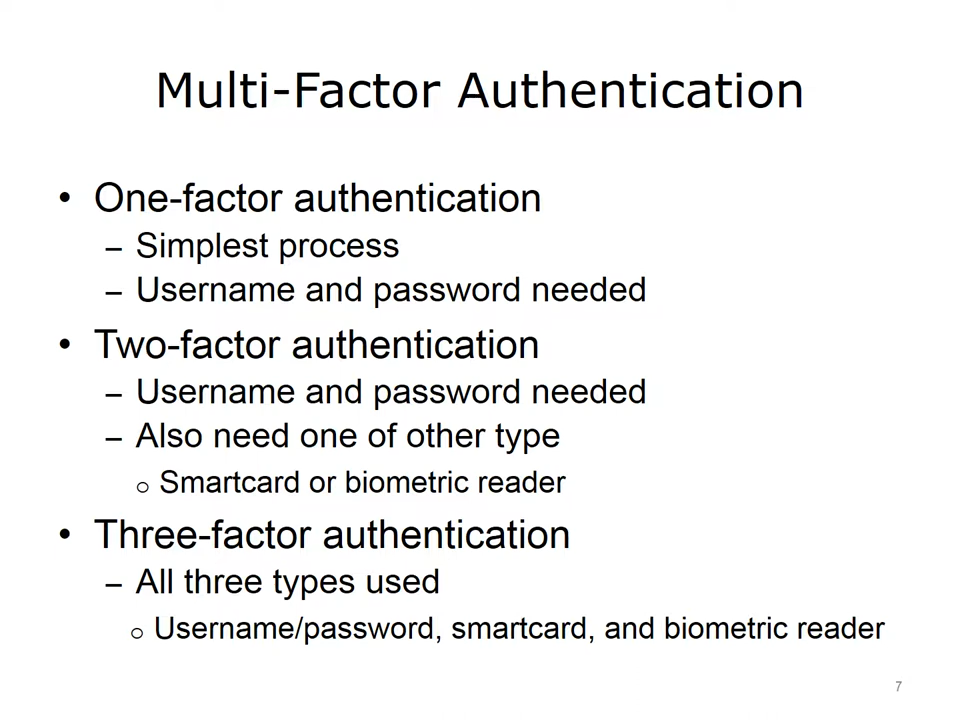 Multi-Factor Authentication
• One-factor authentication
– Simplest process
– Username and password needed
• Two-factor authentication
– Username and password needed
– Also need one of other type
o Smartcard or biometric reader
• Three-factor authentication
– All three types used
o Username/password, smartcard, and biometric reader
7